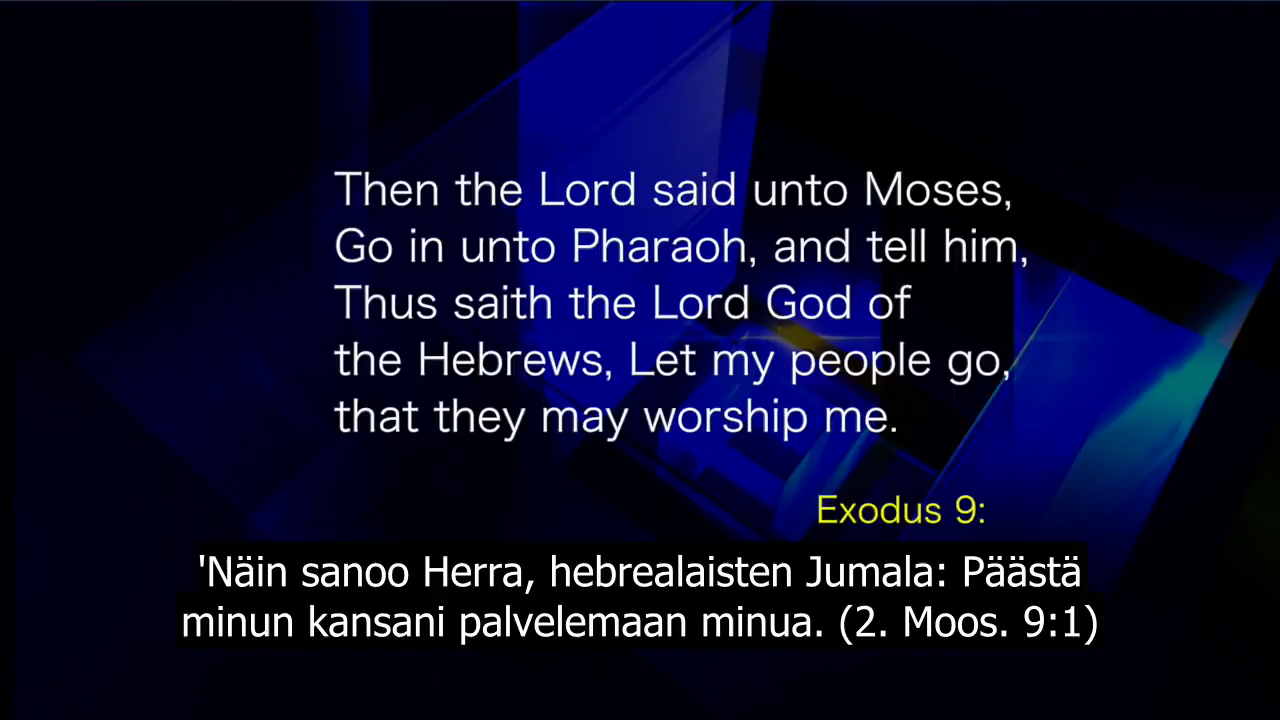 Then the Lord said unto Moses,
Go in unto Pharaoh, and tell him,
Thus saith the Lord God of
the Hebrews, Let my people go,
that they may worship me.
Exodus 9:
'Näin sanoo Herra, hebrealaisten Jumala: Päästä
minun kansani palvelemaan minua. (2. Moos. 9:1)